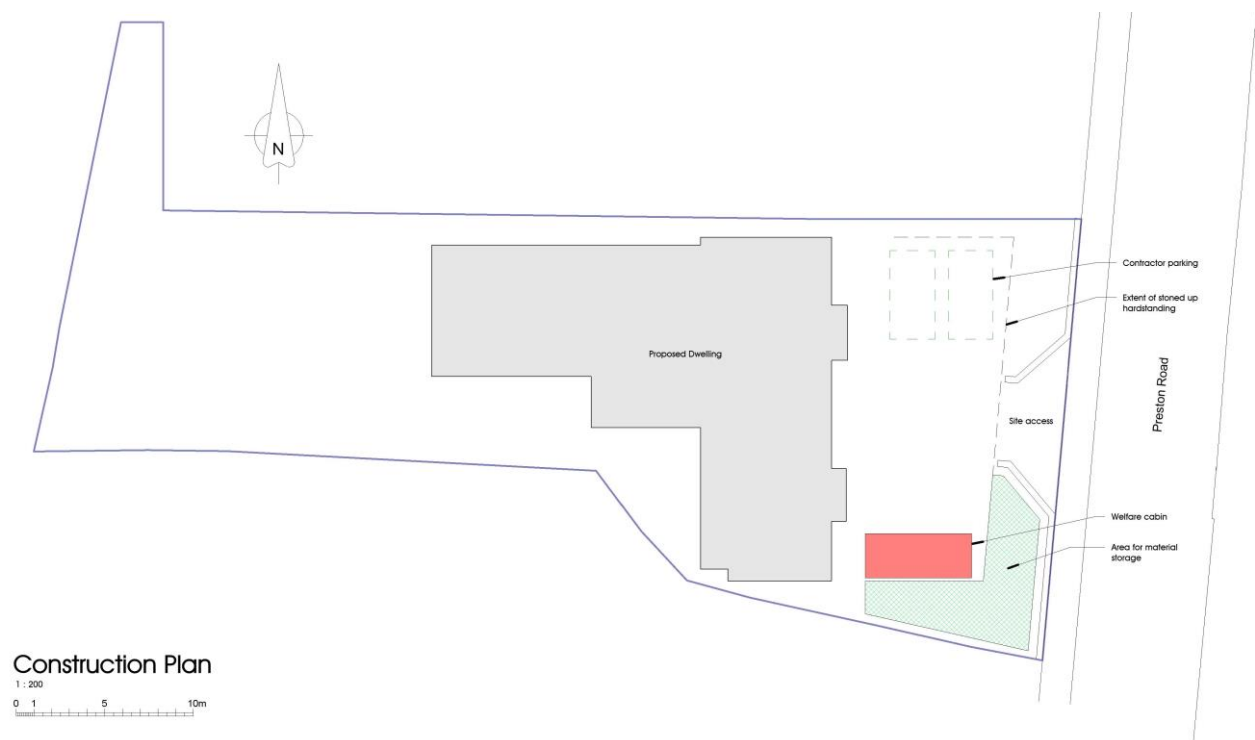 N
Contractor parking
Extent of stoned up
hardstanding
Proposed Dwelling
Preston Road
Site access
Welfare cabin
Area for material
storage
Construction Plan
1 : 200
0 1 5 10m